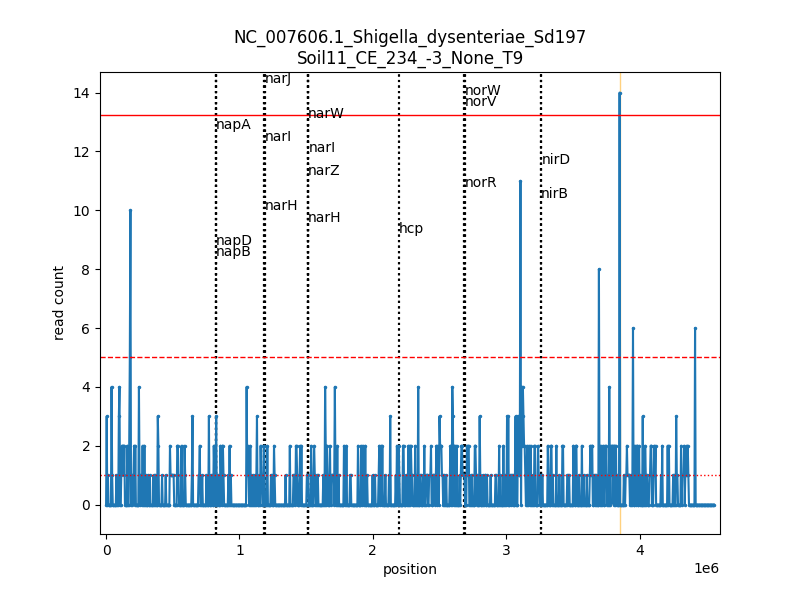 NC_007606.1_Shigella_dysenteriae_Sd197
Soil11_CE_234_-3_None_T9
read count
14
12
10
8
6
4
2
0
narJ
norW
norV
narW
napA
narI
narI
nirD
narZ
norR
nirB
narH
narH
hcp
napD
napB
0
1
2
3
4
1e6
position